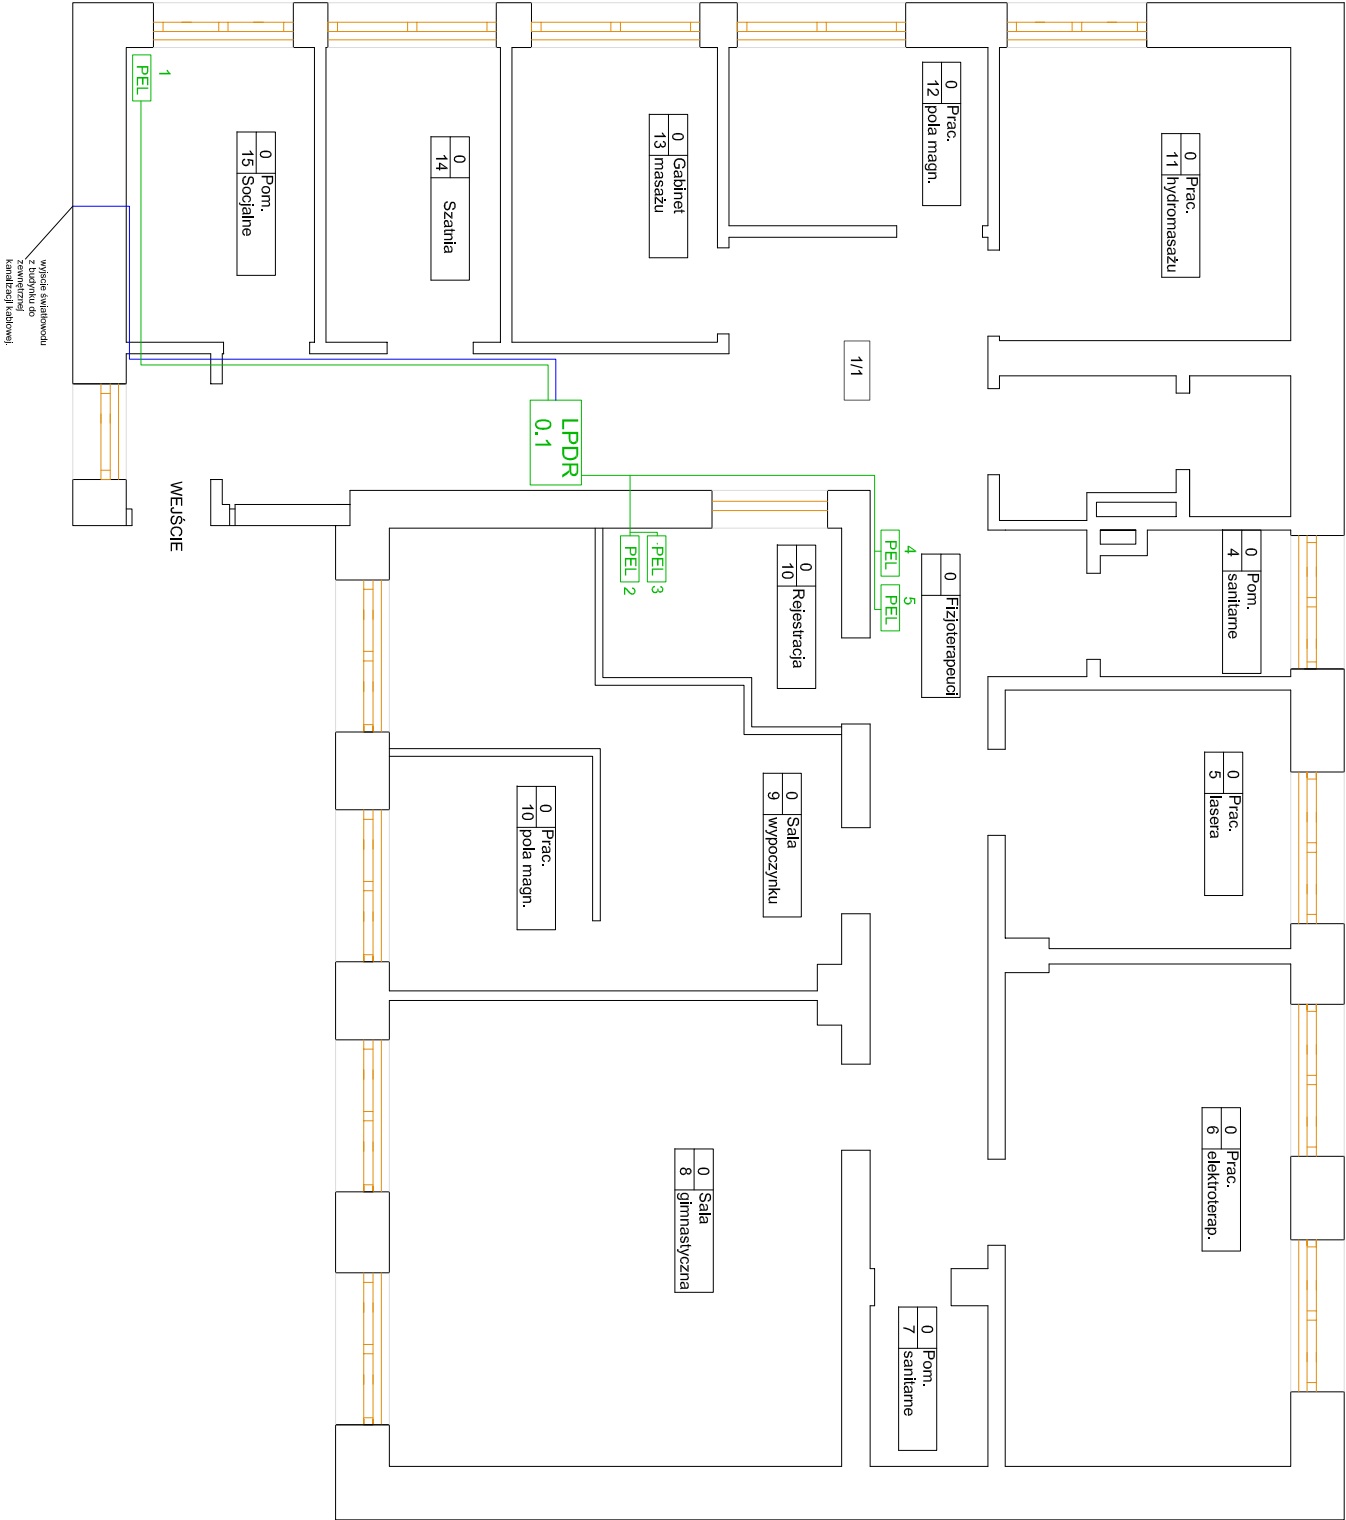 0 Prac.
11 hydromasażu
0 Prac.
12 pola magn.
0 Gabinet
13 masażu
0
14 Szatnia
0 Pom.
15 Socjalne
1
PEL
wyjscie światłowodu
z budynku do
zewnętrznej
kanalizacji kablowej.
1/1
LPDR
0.1
WEJŚCIE
0 Pom.
4 sanitarne
0 Fizjoterapeuci
4
PEL
5
PEL
PEL 3
PEL 2
0
10 Rejestracja
0 Prac.
5 lasera
0 Sala
9 wypoczynku
0 Prac.
10 pola magn.
0 Prac.
6 elektroterap.
0 Sala
8 gimnastyczna
0 Pom.
7 sanitarne